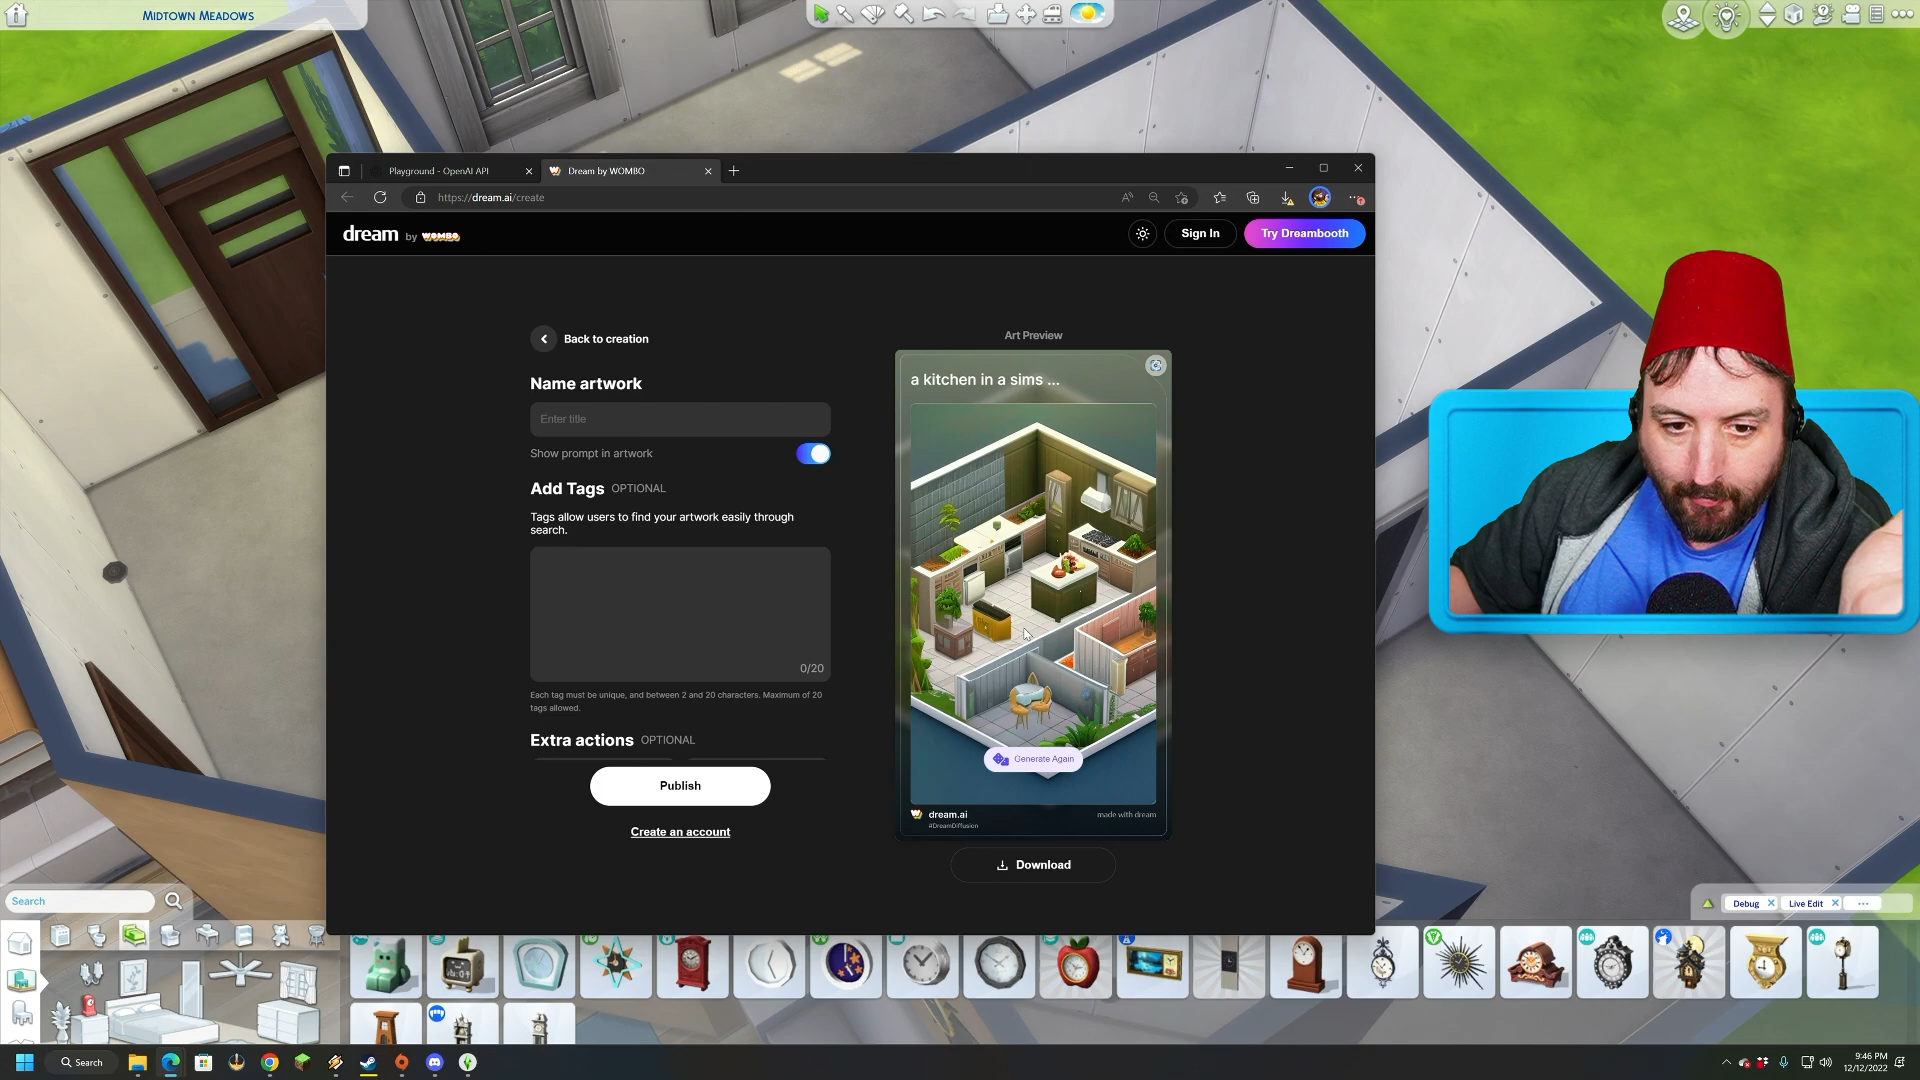 MIDTOWN MEADOWS
Playground - OpenAI API
Dream by WOMBO
https://dream.ai/create
dream by WOMBO
Sign In
Try Dreambooth
Back to creation
Name artwork
Enter title
Show prompt in artwork
Add Tags OPTIONAL
Tags allow users to find your artwork easily through
search.
0/20
Each tag must be unique, and between 2 and 20 characters. Maximum of 20
tags allowed.
Extra actions OPTIONAL
Publish
Create an account
Art Preview
a kitchen in a sims ...
Generate Again
dream.ai
#DreamDiffusion
made with dream
Download
Search
Debug
Live Edit
...
Search
9:46 PM
12/12/2022